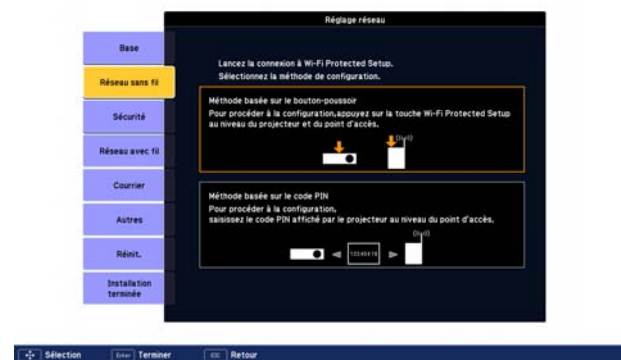 Réglage réseau
Base
Réseau sans fil
Sécurité
Réseau avec fil
Courrier
Autres
Réinit.
Installation
terminée
Lancez la connexion à Wi-Fi Protected Setup.
Sélectionnez la méthode de configuration.
Méthode basée sur le bouton-poussoir
Pour procéder à la configuration,appuyez sur la touche Wi-Fi Protected Setup
au niveau du projecteur et du point d'accès.
Méthode basée sur le code PIN
Pour procéder à la configuration,
saisissez le code PIN affiché par le projecteur au niveau du point d'accès.
Sélection Enter Terminer ESC Retour